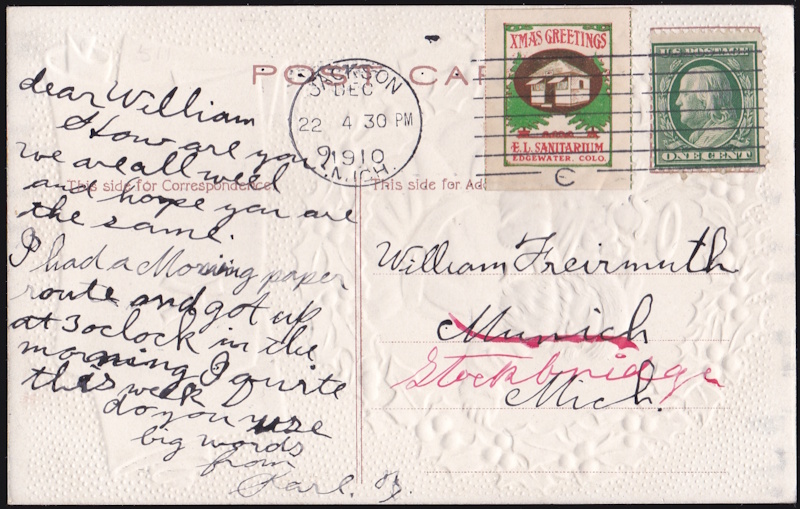 POST CAR
JACKSON
DEC
22 4 30 PM
1910
MICH.
XMAS GREETINGS
E.L. SANITARIUM
EDGEWATER. COLO.
U.S. POSTAGE
ONE CENT
This side for Correspondence
This side for Ad
dear William
How are you
we are all well
and hope you are
the same.
I had a Morning paper
route and got up
at 3 oclock in the
morning I quite
this week
do you use
big words
from
Karl.
William Freirmuth
Munich
Stockbridge
Mich.